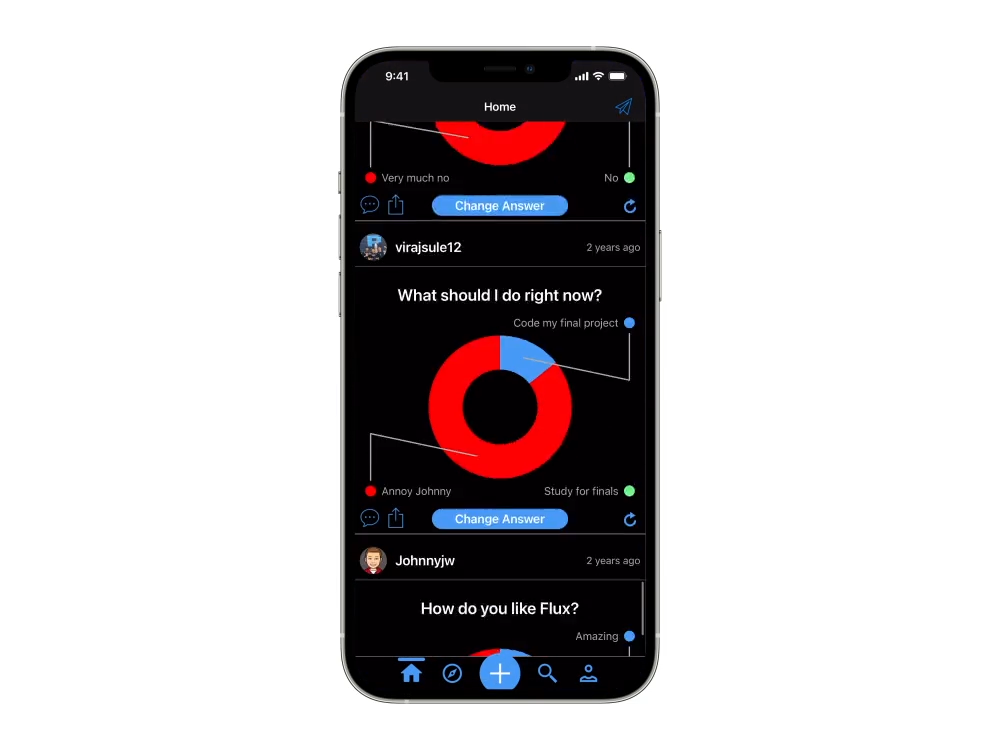 9:41
Home
Very much no
No
Change Answer
virajsule12
2 years ago
What should I do right now?
Code my final project
Annoy Johnny
Study for finals
Change Answer
Johnnyjw
2 years ago
How do you like Flux?
Amazing